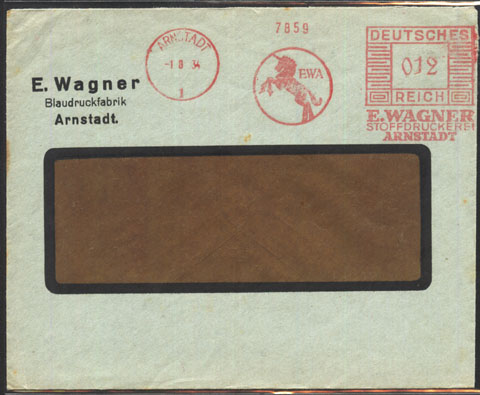 7859
ARNSTADT
-1 8 34
1
EWA
DEUTSCHES
012
REICH
E. WAGNER
STOFFDRUCKEREI
ARNSTADT
E. Wagner
Blaudruckfabrik
Arnstadt.